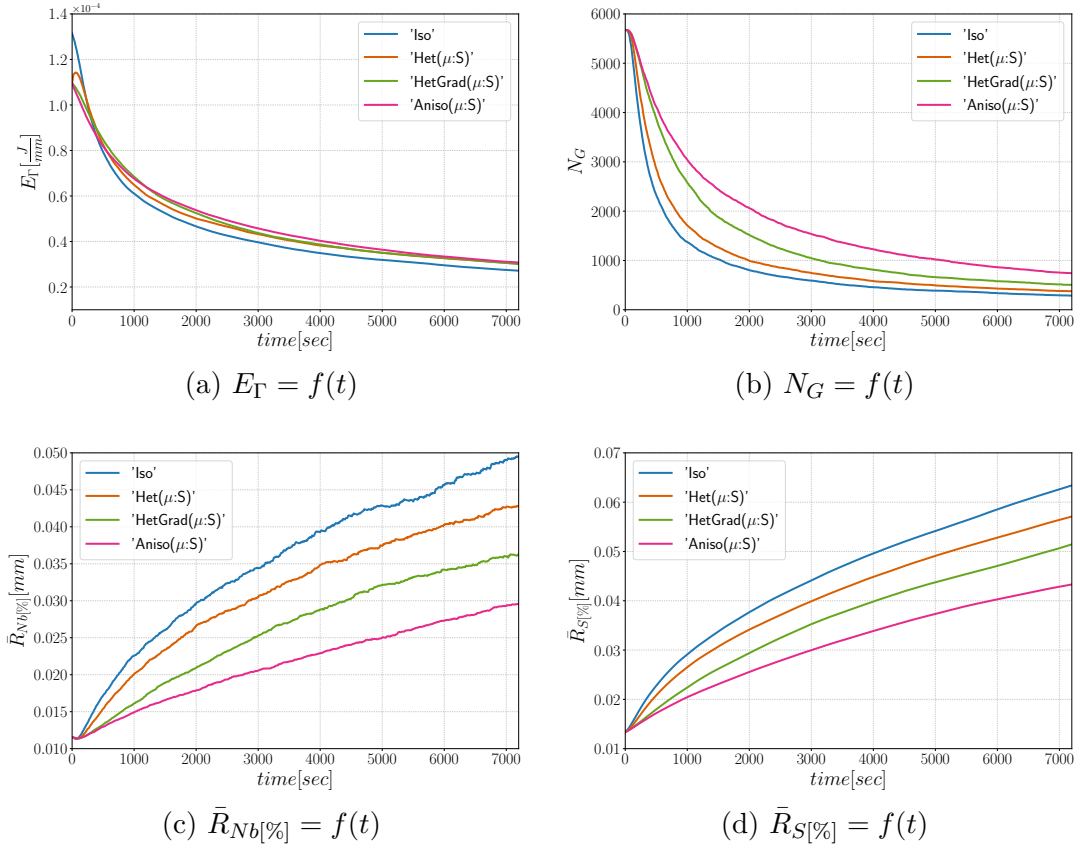 1e−4
1.4
1.2
1.0
0.8
0.6
0.4
0.2
E_Γ[J/mm]
0 1000 2000 3000 4000 5000 6000 7000
time[sec]
'Iso'
'Het(μ:S)'
'HetGrad(μ:S)'
'Aniso(μ:S)'
(a) E_Γ = f(t)
6000
5000
4000
3000
2000
1000
0
N_G
0 1000 2000 3000 4000 5000 6000 7000
time[sec]
'Iso'
'Het(μ:S)'
'HetGrad(μ:S)'
'Aniso(μ:S)'
(b) N_G = f(t)
0.050
0.045
0.040
0.035
0.030
0.025
0.020
0.015
0.010
R̄_Nb[%][mm]
0 1000 2000 3000 4000 5000 6000 7000
time[sec]
'Iso'
'Het(μ:S)'
'HetGrad(μ:S)'
'Aniso(μ:S)'
(c) R̄_Nb[%] = f(t)
0.07
0.06
0.05
0.04
0.03
0.02
0.01
R̄_S[%][mm]
0 1000 2000 3000 4000 5000 6000 7000
time[sec]
'Iso'
'Het(μ:S)'
'HetGrad(μ:S)'
'Aniso(μ:S)'
(d) R̄_S[%] = f(t)